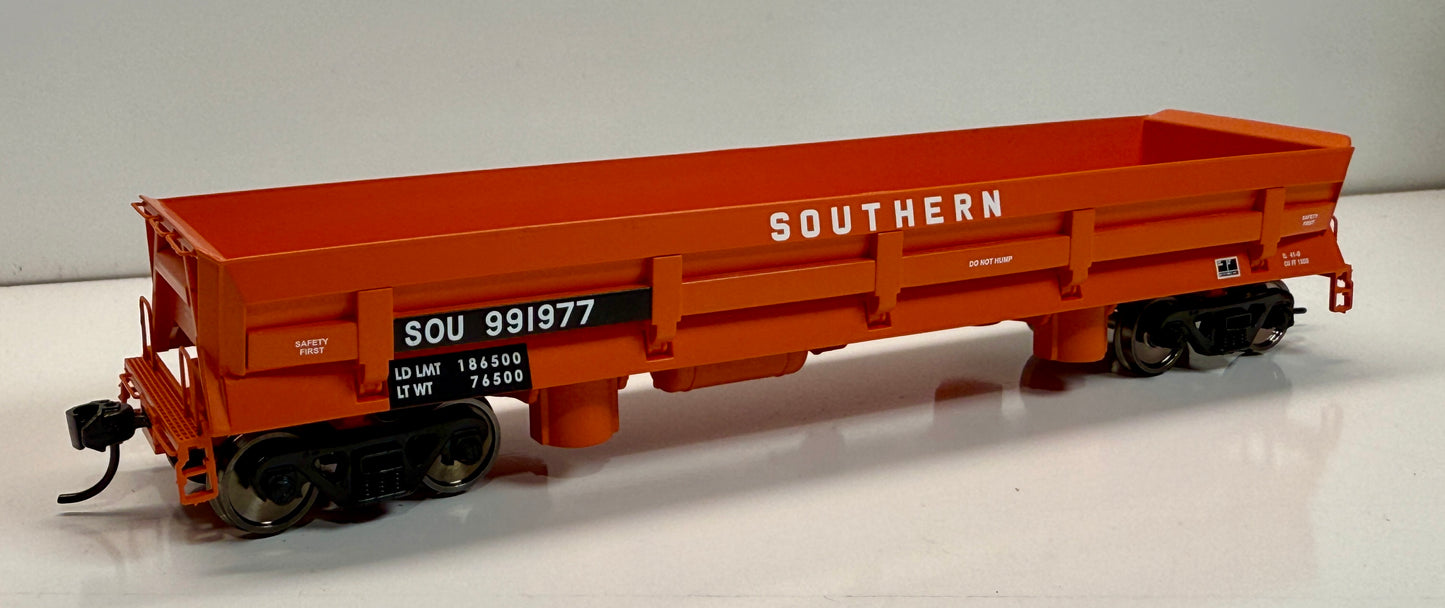 SOUTHERN
SAFETY
FIRST
DO NOT HUMP
SAFETY
FIRST
SOU 991977
LD LMT 186500
LT WT 76500